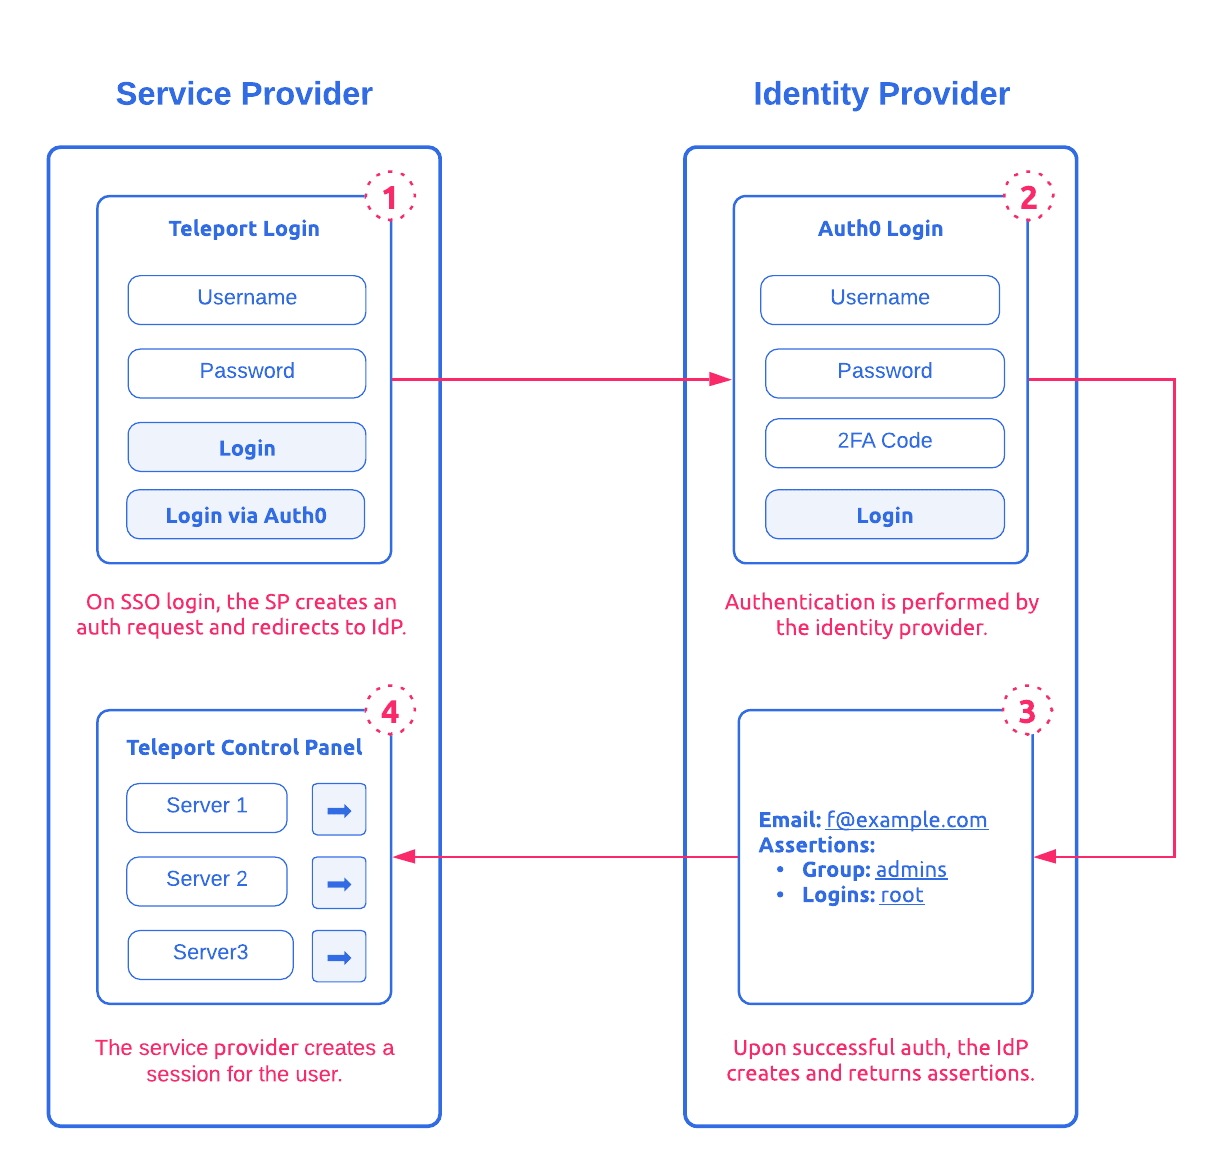 Service Provider
1
Teleport Login
Username
Password
Login
Login via Auth0
On SSO login, the SP creates an
auth request and redirects to IdP.
Identity Provider
2
Auth0 Login
Username
Password
2FA Code
Login
Authentication is performed by
the identity provider.
3
Email: f@example.com
Assertions:
• Group: admins
• Logins: root
Upon successful auth, the IdP
creates and returns assertions.
4
Teleport Control Panel
Server 1
Server 2
Server3
The service provider creates a
session for the user.